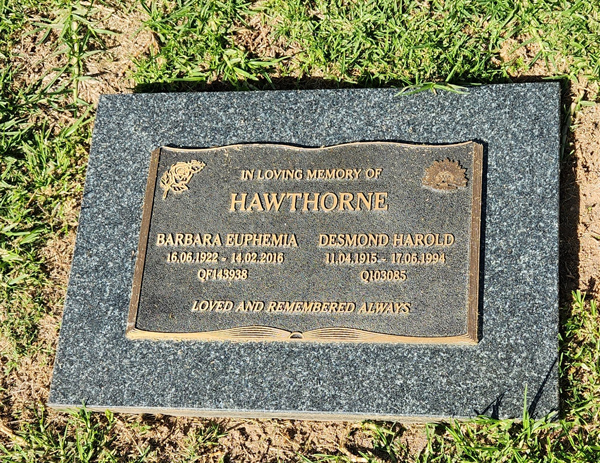 IN LOVING MEMORY OF
HAWTHORNE
BARBARA EUPHEMIA
16.06.1922 - 14.02.2016
QF143938
DESMOND HAROLD
11.04.1915 - 17.06.1994
Q103085
LOVED AND REMEMBERED ALWAYS